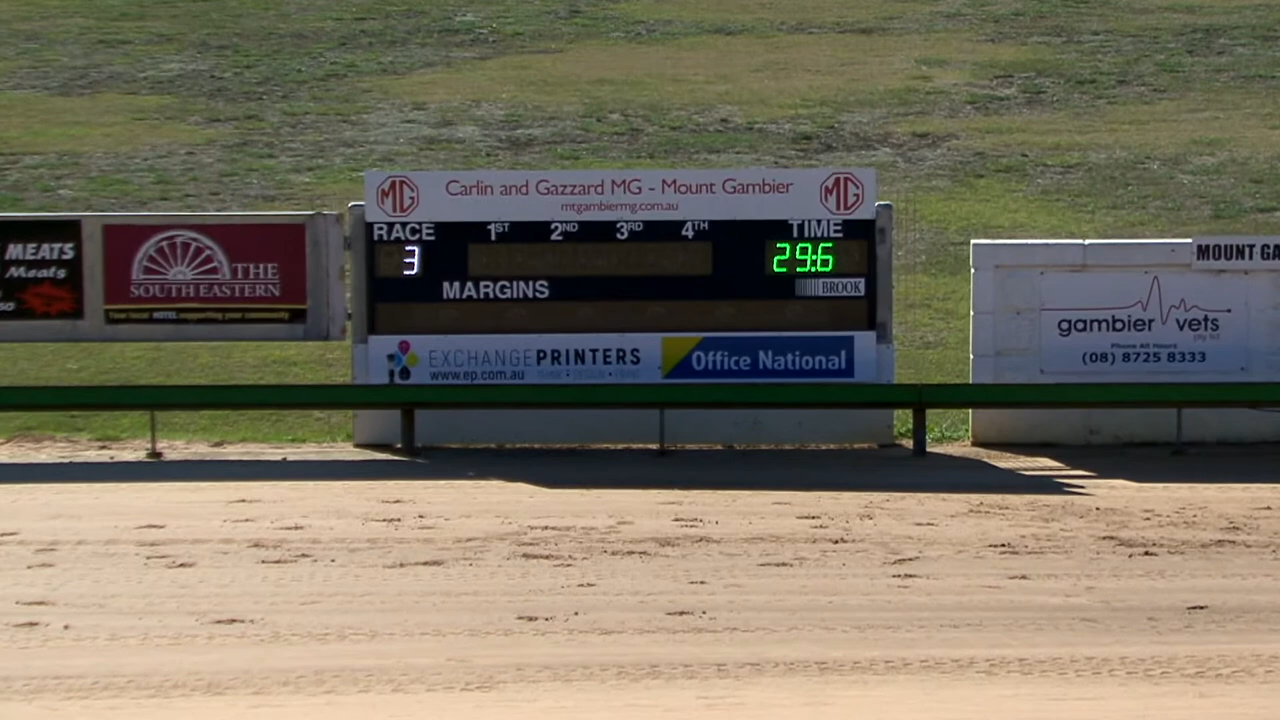 MEATS
Meats
THE
SOUTH EASTERN
Your local HOTEL supporting your community
MG Carlin and Gazzard MG - Mount Gambier MG
mtgambiermg.com.au
RACE 1ST 2ND 3RD 4TH TIME
3 29:6
MARGINS BROOK
EXCHANGEPRINTERS
www.ep.com.au
Office National
MOUNT GA
gambier vets
pty ltd
Phone All Hours
(08) 8725 8333